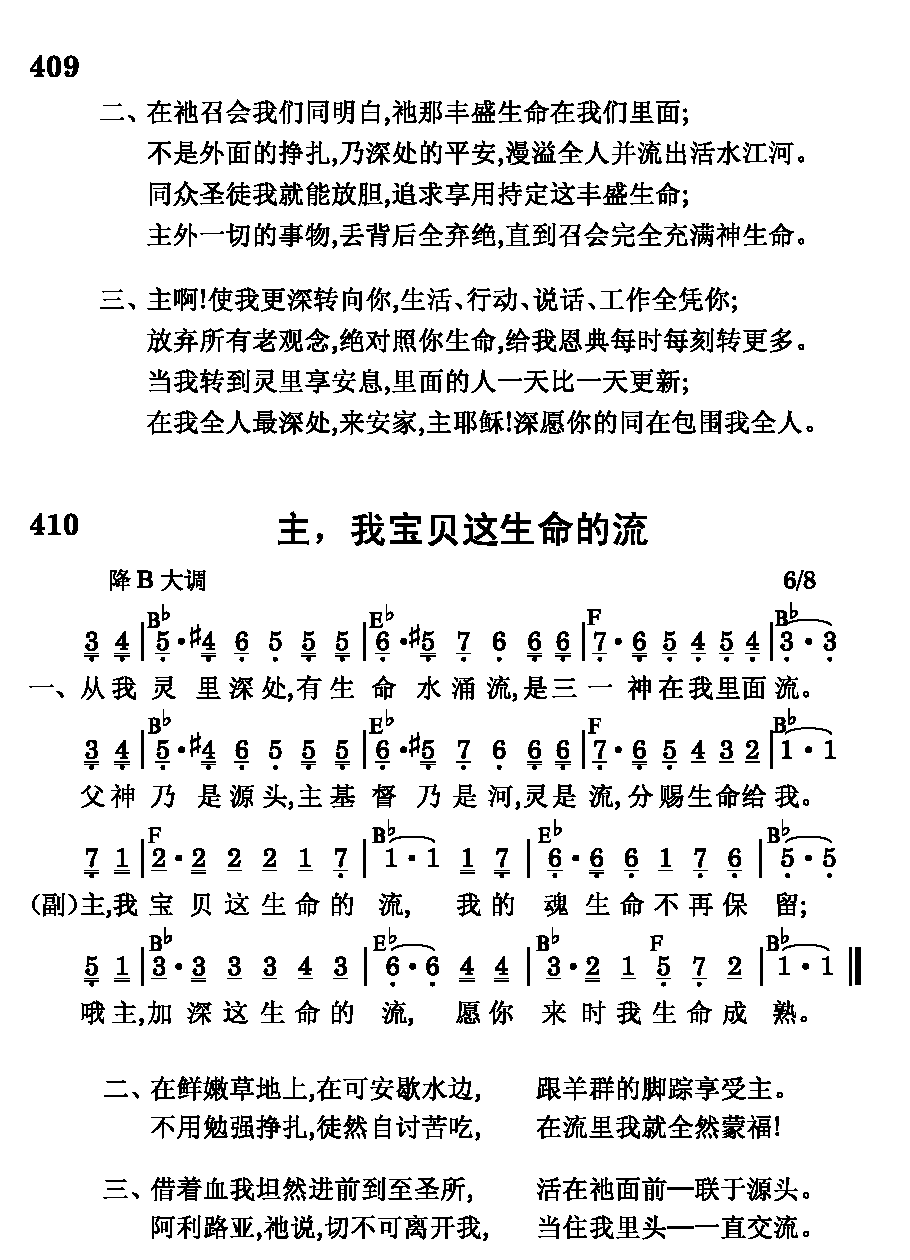 409
二、在祂召会我们同明白,祂那丰盛生命在我们里面;
不是外面的挣扎,乃深处的平安,漫溢全人并流出活水江河。
同众圣徒我就能放胆,追求享用持定这丰盛生命;
主外一切的事物,丢背后全弃绝,直到召会完全充满神生命。
三、主啊!使我更深转向你,生活、行动、说话、工作全凭你;
放弃所有老观念,绝对照你生命,给我恩典每时每刻转更多。
当我转到灵里享安息,里面的人一天比一天更新;
在我全人最深处,来安家,主耶稣!深愿你的同在包围我全人。
410 主，我宝贝这生命的流
降B大调 6/8
B♭ E♭ F B♭
3 4 | 5·♯4 6 5 5 5 | 6·♯5 7 6 6 6 | 7·6 5 4 5 4 | 3·3
一、从我灵里深处,有生命水涌流,是三一神在我里面流。
B♭ E♭ F B♭
3 4 | 5·♯4 6 5 5 5 | 6·♯5 7 6 6 6 | 7·6 5 4 3 2 | 1·1
父神乃是源头,主基督乃是河,灵是流,分赐生命给我。
F B♭ E♭ B♭
7 1 | 2·2 2 2 1 7 | 1·1 1 7 | 6·6 6 1 7 6 | 5·5
(副)主,我宝贝这生命的流, 我的魂生命不再保留;
B♭ E♭ B♭ F B♭
5 1 | 3·3 3 3 4 3 | 6·6 4 4 | 3·2 1 5 7 2 | 1·1 ‖
哦主,加深这生命的流, 愿你来时我生命成熟。
二、在鲜嫩草地上,在可安歇水边, 跟羊群的脚踪享受主。
不用勉强挣扎,徒然自讨苦吃, 在流里我就全然蒙福!
三、借着血我坦然进前到至圣所, 活在祂面前—联于源头。
阿利路亚,祂说,切不可离开我, 当住我里头—一直交流。